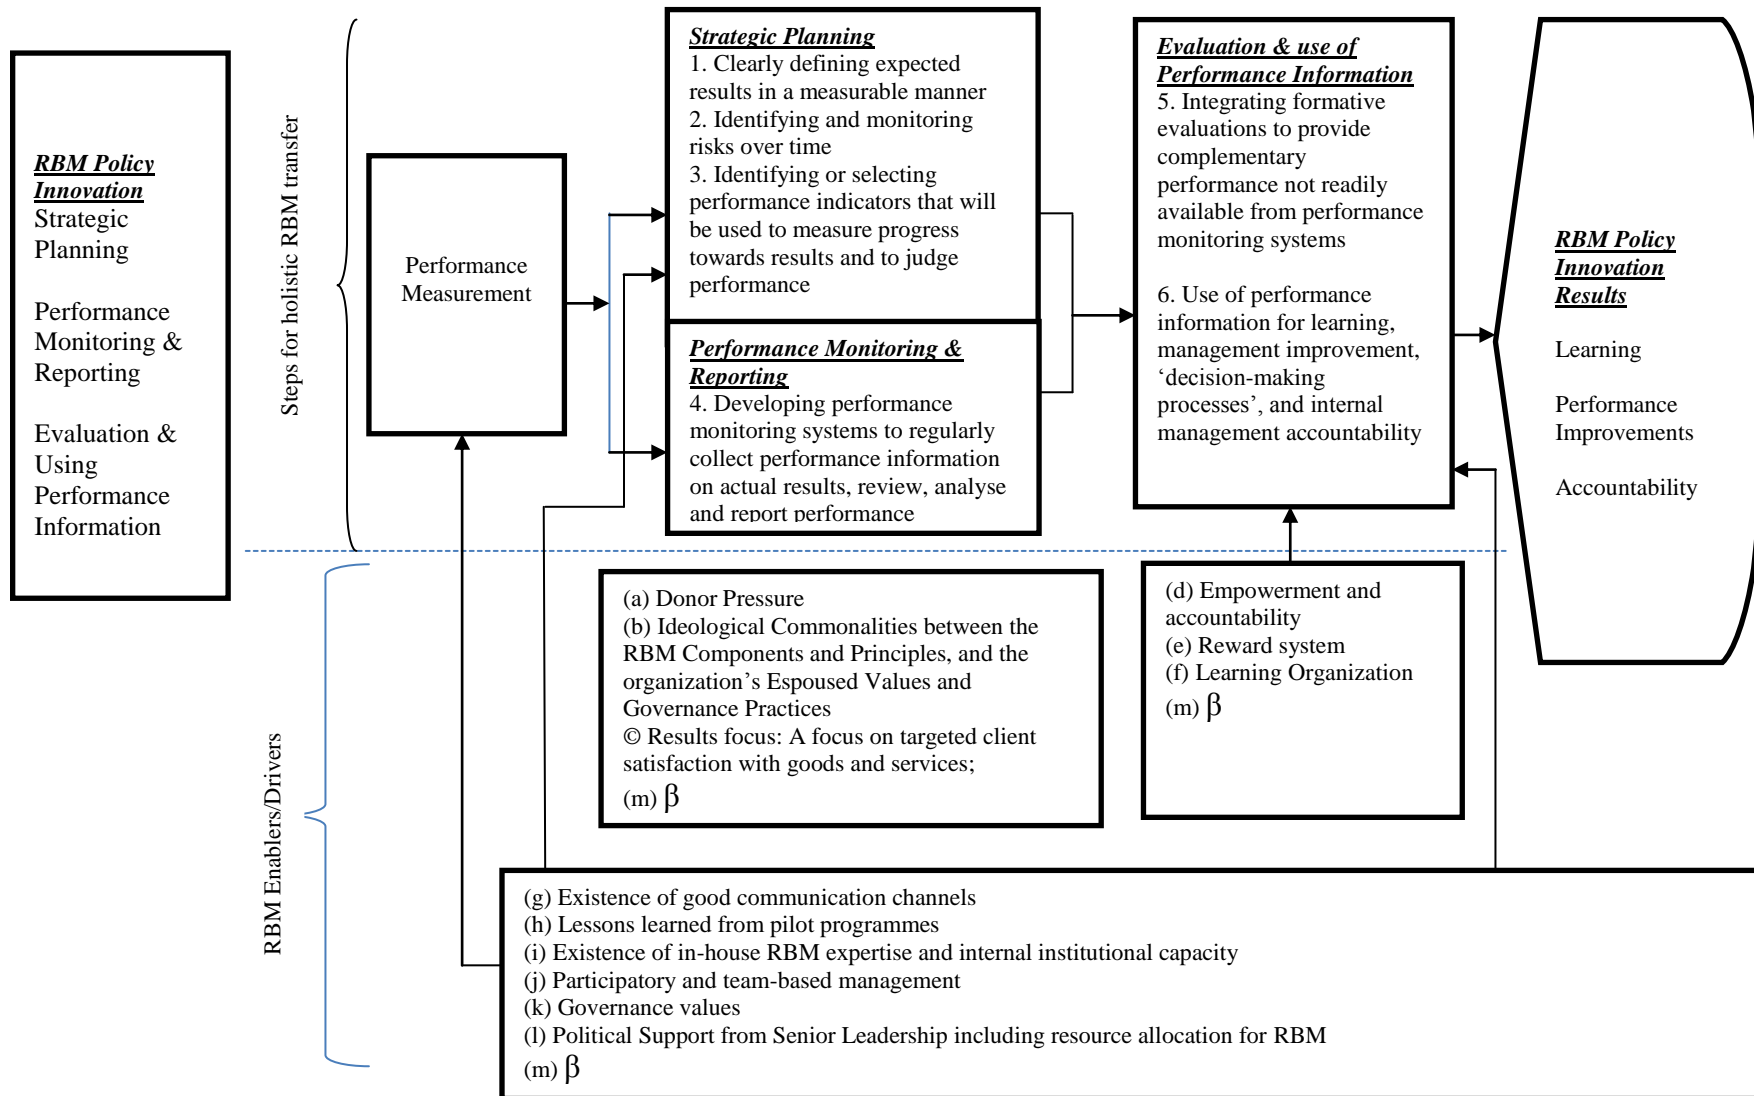 RBM Policy
Innovation
Strategic
Planning
Performance
Monitoring &
Reporting
Evaluation &
Using
Performance
Information
Steps for holistic RBM transfer
Performance
Measurement
Strategic Planning
1. Clearly defining expected
results in a measurable manner
2. Identifying and monitoring
risks over time
3. Identifying or selecting
performance indicators that will
be used to measure progress
towards results and to judge
performance
Performance Monitoring &
Reporting
4. Developing performance
monitoring systems to regularly
collect performance information
on actual results, review, analyse
and report performance
Evaluation & use of
Performance Information
5. Integrating formative
evaluations to provide
complementary
performance not readily
available from performance
monitoring systems
6. Use of performance
information for learning,
management improvement,
‘decision-making
processes’, and internal
management accountability
RBM Policy
Innovation
Results
Learning
Performance
Improvements
Accountability
RBM Enablers/Drivers
(a) Donor Pressure
(b) Ideological Commonalities between the
RBM Components and Principles, and the
organization’s Espoused Values and
Governance Practices
© Results focus: A focus on targeted client
satisfaction with goods and services;
(m) β
(d) Empowerment and
accountability
(e) Reward system
(f) Learning Organization
(m) β
(g) Existence of good communication channels
(h) Lessons learned from pilot programmes
(i) Existence of in-house RBM expertise and internal institutional capacity
(j) Participatory and team-based management
(k) Governance values
(l) Political Support from Senior Leadership including resource allocation for RBM
(m) β